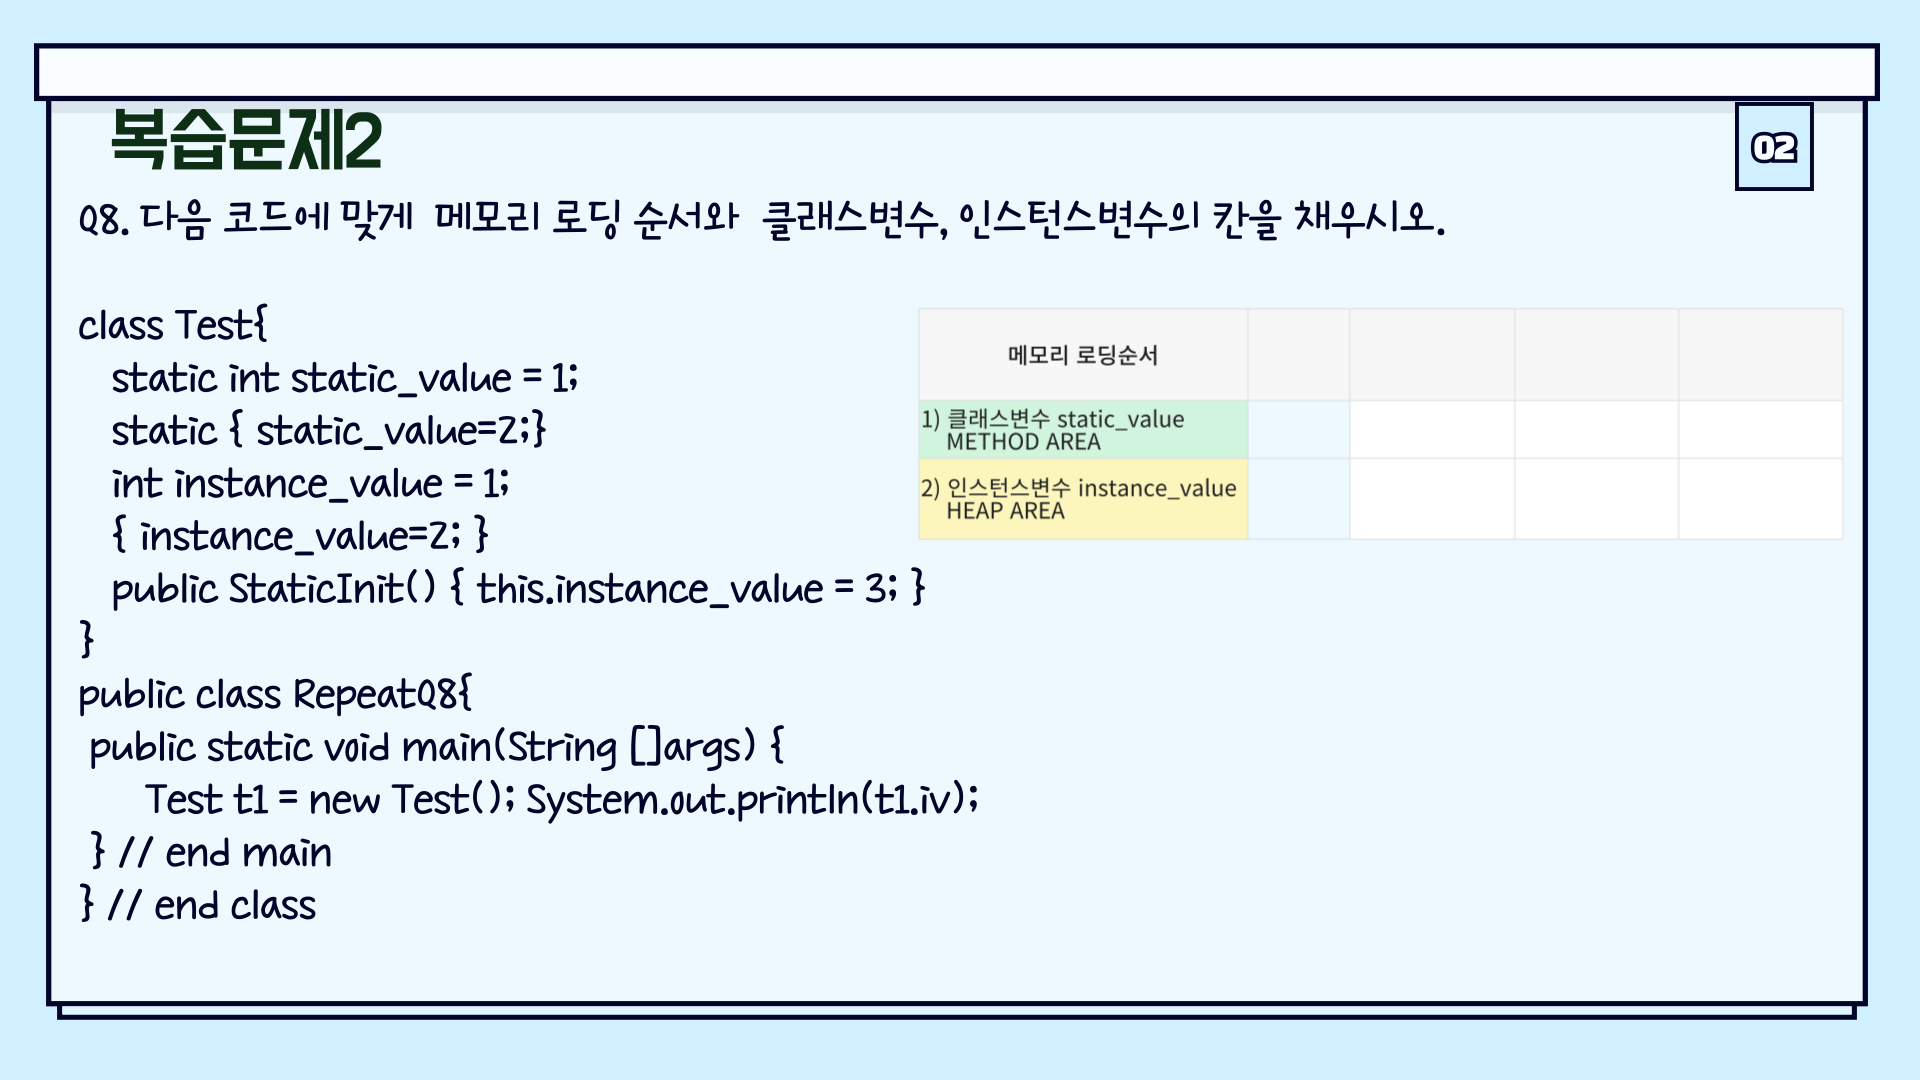 복습문제2
02
Q8. 다음 코드에 맞게 메모리 로딩 순서와 클래스변수, 인스턴스변수의 칸을 채우시오.
class Test{
static int static_value = 1;
static { static_value=2;}
int instance_value = 1;
{ instance_value=2; }
public StaticInit() { this.instance_value = 3; }
}
public class RepeatQ8{
public static void main(String []args) {
Test t1 = new Test(); System.out.println(t1.iv);
} // end main
} // end class
메모리 로딩순서
1) 클래스변수 static_value
METHOD AREA
2) 인스턴스변수 instance_value
HEAP AREA